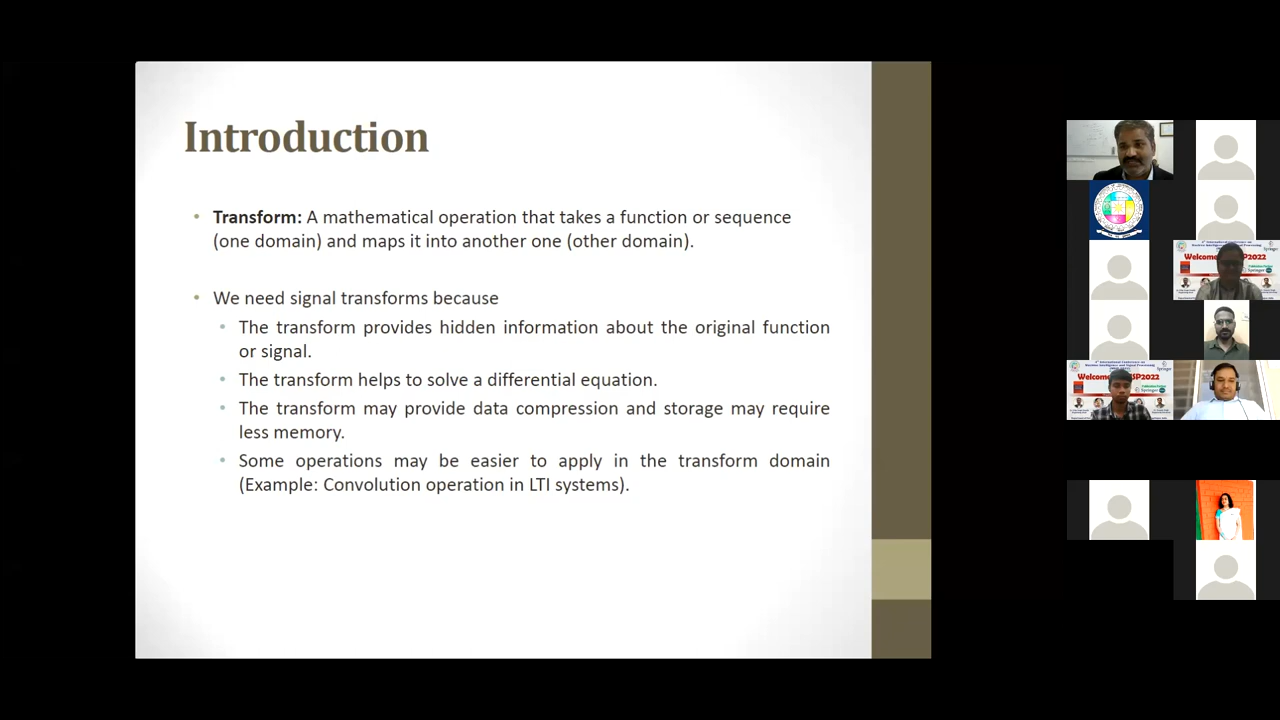 Introduction
• Transform: A mathematical operation that takes a function or sequence
(one domain) and maps it into another one (other domain).
• We need signal transforms because
• The transform provides hidden information about the original function
or signal.
• The transform helps to solve a differential equation.
• The transform may provide data compression and storage may require
less memory.
• Some operations may be easier to apply in the transform domain
(Example: Convolution operation in LTI systems).
Springer
Springer